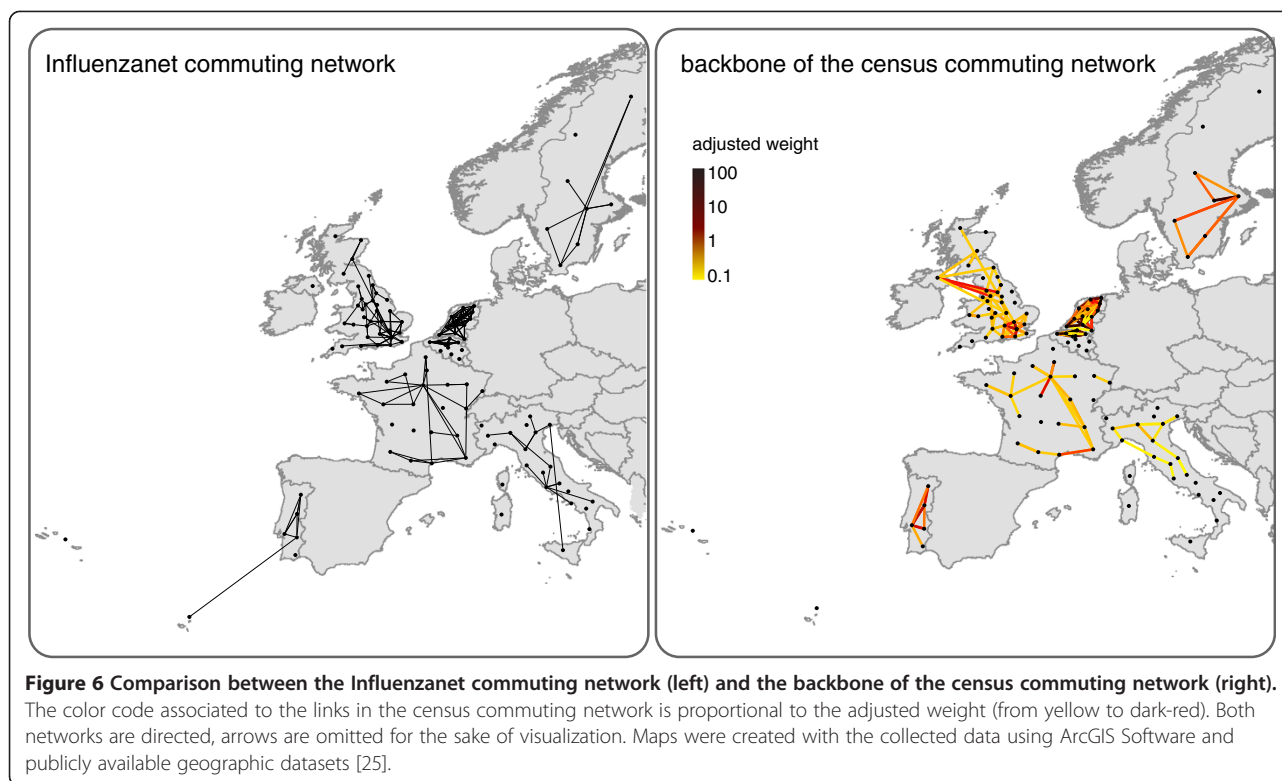 Influenzanet commuting network
backbone of the census commuting network
adjusted weight
100
10
1
0.1
Figure 6 Comparison between the Influenzanet commuting network (left) and the backbone of the census commuting network (right).
The color code associated to the links in the census commuting network is proportional to the adjusted weight (from yellow to dark-red). Both
networks are directed, arrows are omitted for the sake of visualization. Maps were created with the collected data using ArcGIS Software and
publicly available geographic datasets [25].